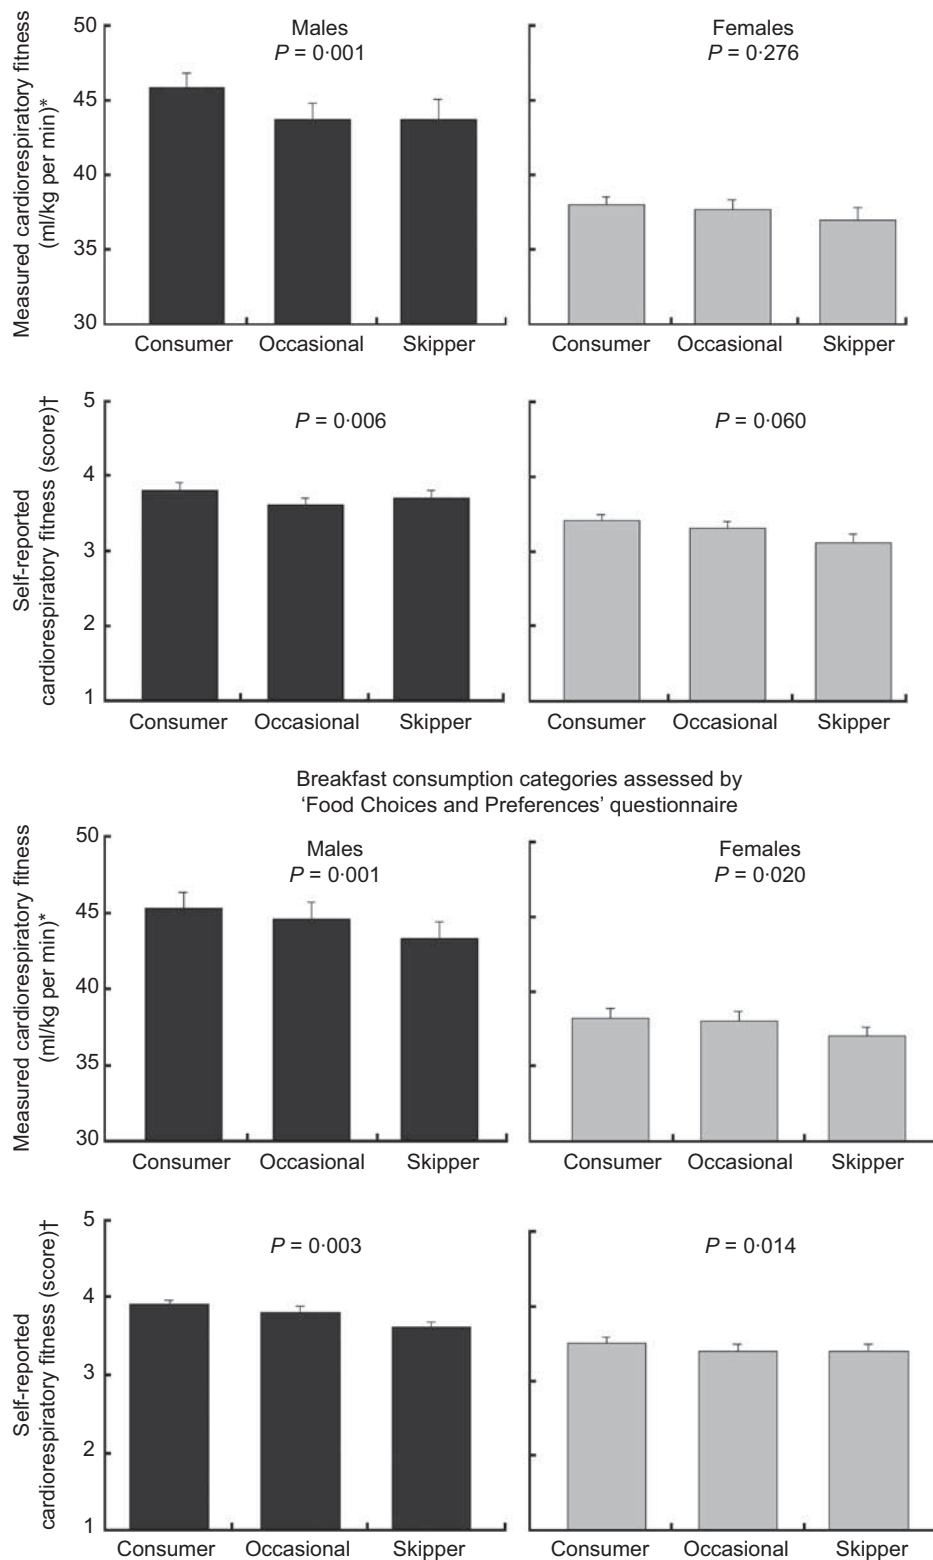 50
45
40
35
30
Measured cardiorespiratory fitness
(ml/kg per min)*
Males
P = 0·001
Consumer Occasional Skipper
Females
P = 0·276
Consumer Occasional Skipper
5
4
3
2
1
Self-reported
cardiorespiratory fitness (score)†
P = 0·006
Consumer Occasional Skipper
P = 0·060
Consumer Occasional Skipper
Breakfast consumption categories assessed by
‘Food Choices and Preferences’ questionnaire
50
45
40
35
30
Measured cardiorespiratory fitness
(ml/kg per min)*
Males
P = 0·001
Consumer Occasional Skipper
Females
P = 0·020
Consumer Occasional Skipper
5
4
3
2
1
Self-reported
cardiorespiratory fitness (score)†
P = 0·003
Consumer Occasional Skipper
P = 0·014
Consumer Occasional Skipper